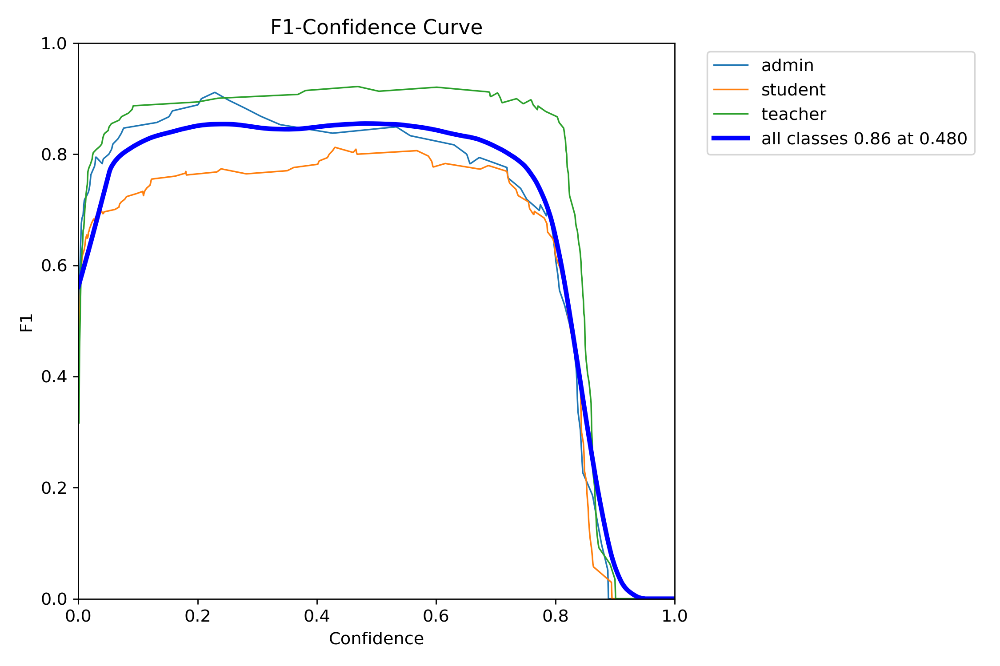 F1-Confidence Curve
1.0
0.8
0.6
0.4
0.2
0.0
F1
0.0 0.2 0.4 0.6 0.8 1.0
Confidence
admin
student
teacher
all classes 0.86 at 0.480